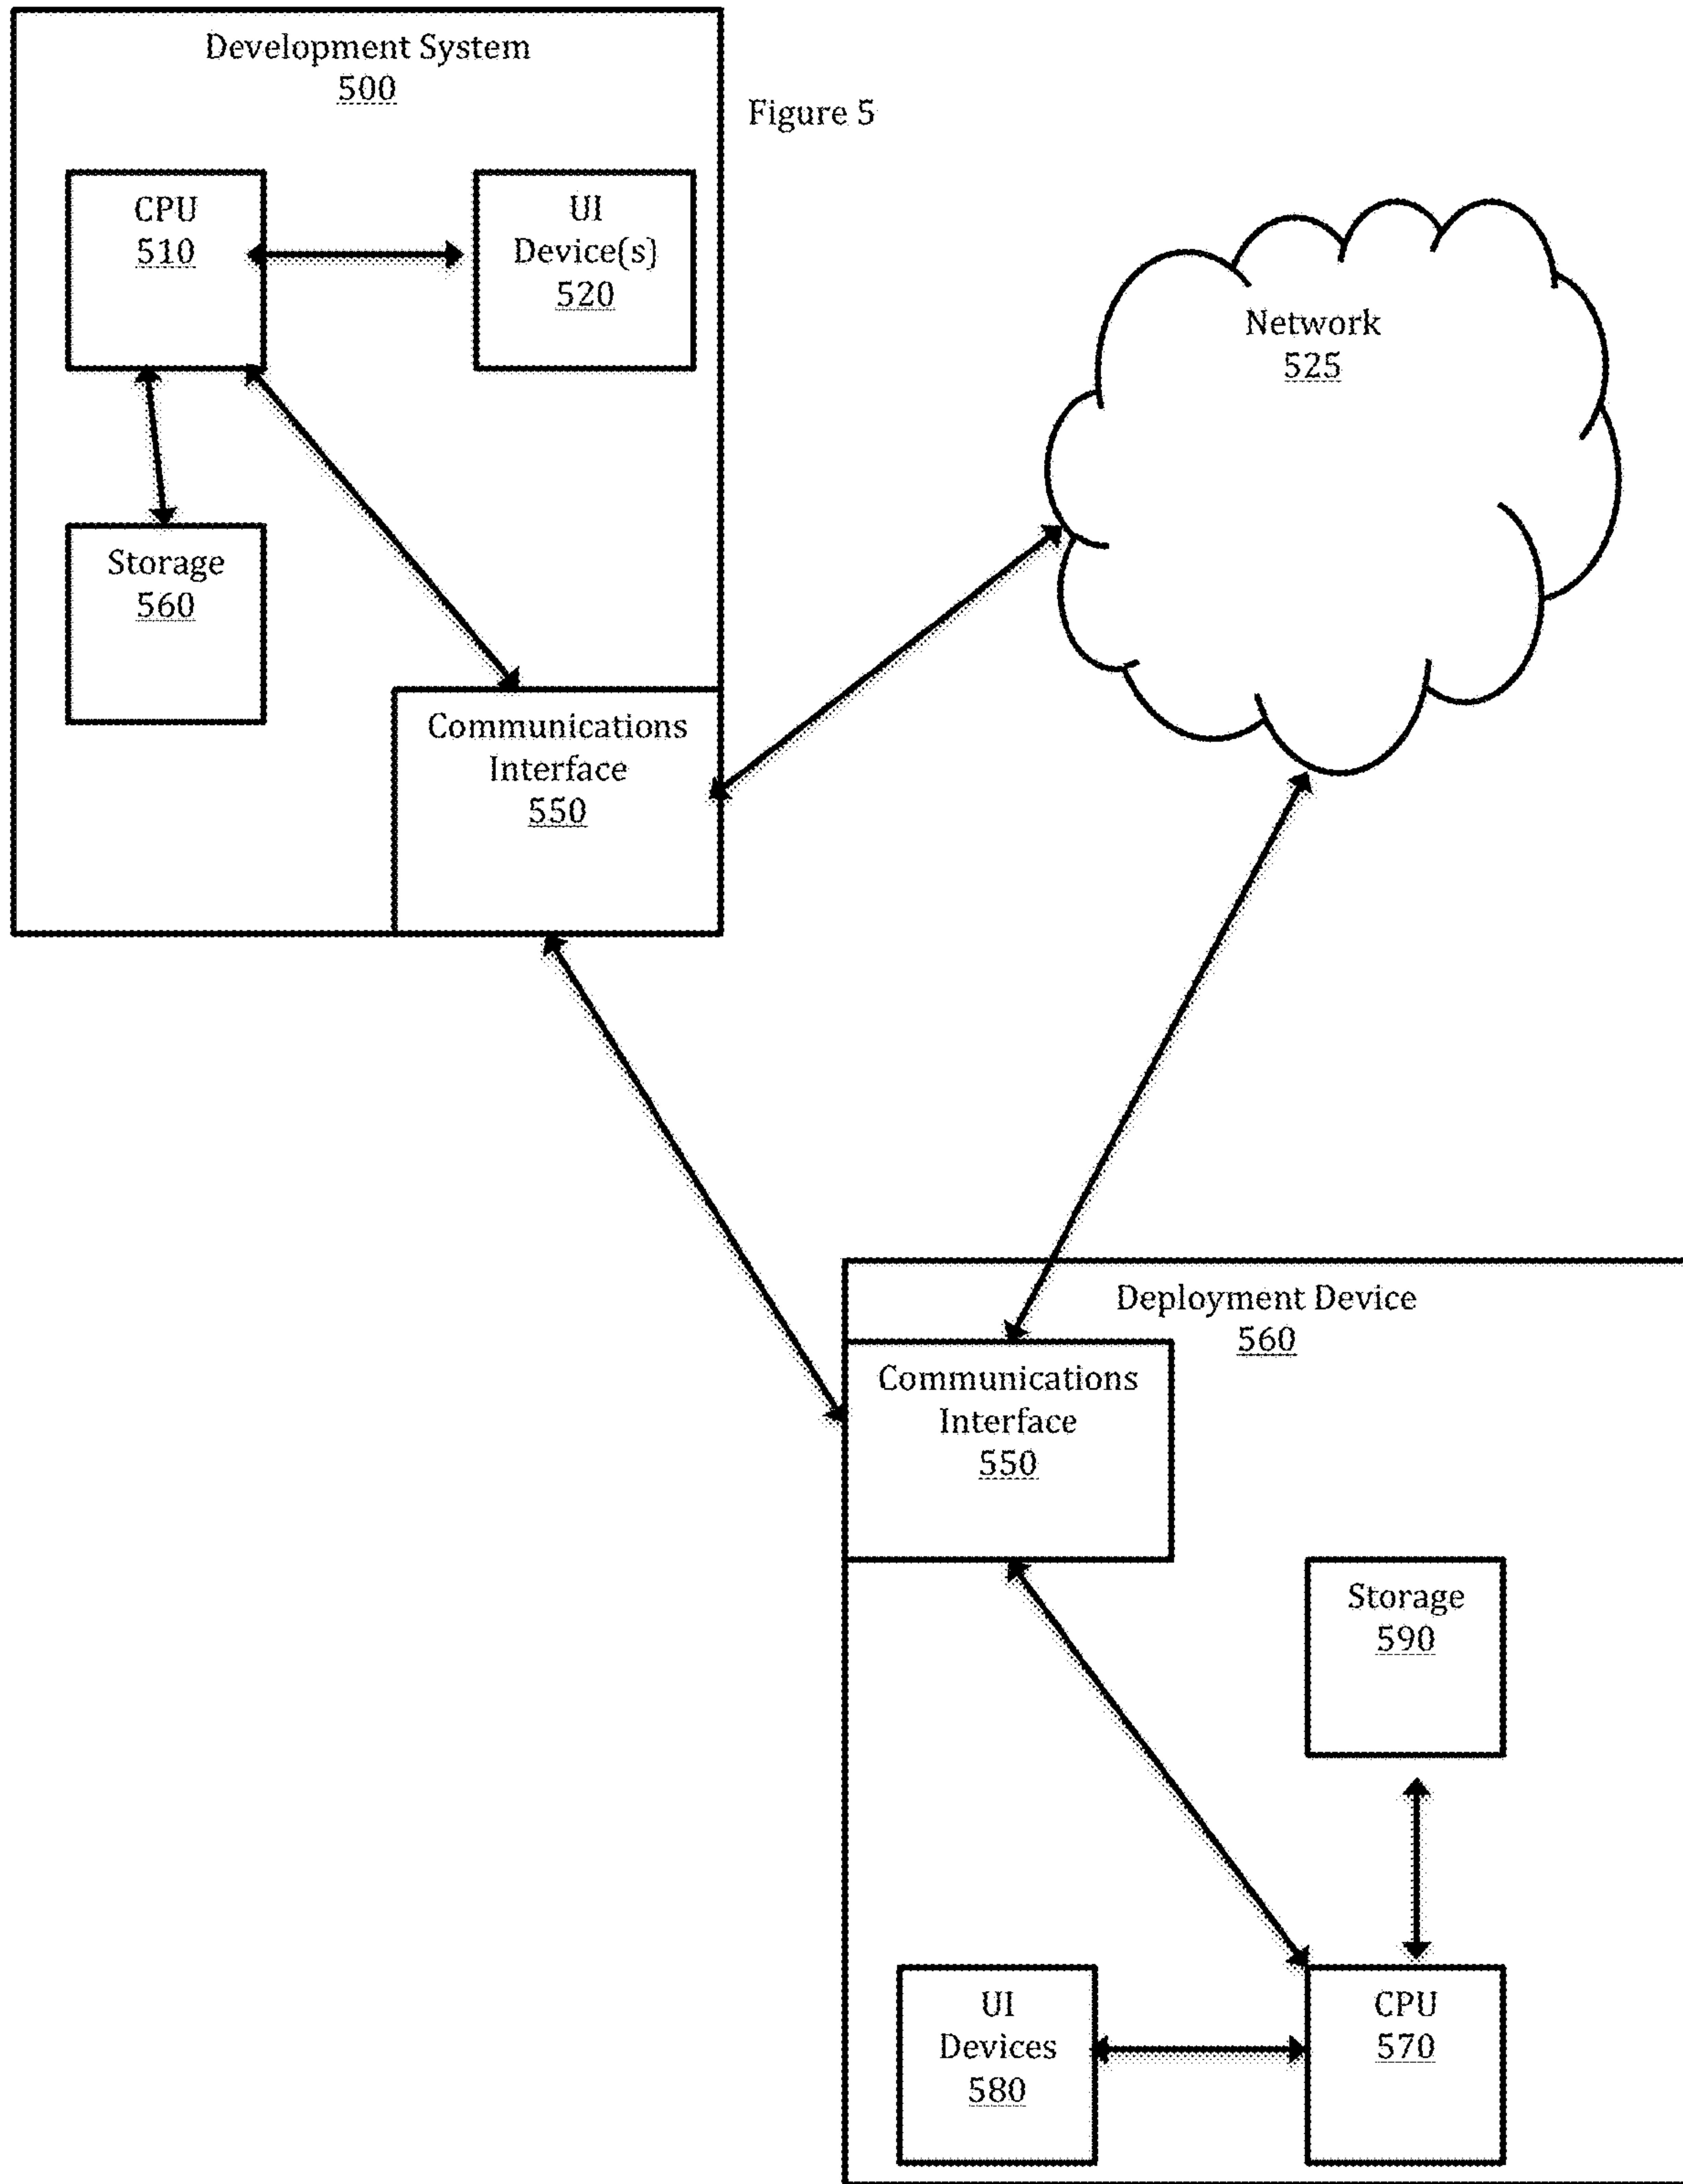 Development System
500
Figure 5
CPU
510
UI
Device(s)
520
Network
525
Storage
560
Communications
Interface
550
Deployment Device
560
Communications
Interface
550
Storage
590
UI
Devices
580
CPU
570